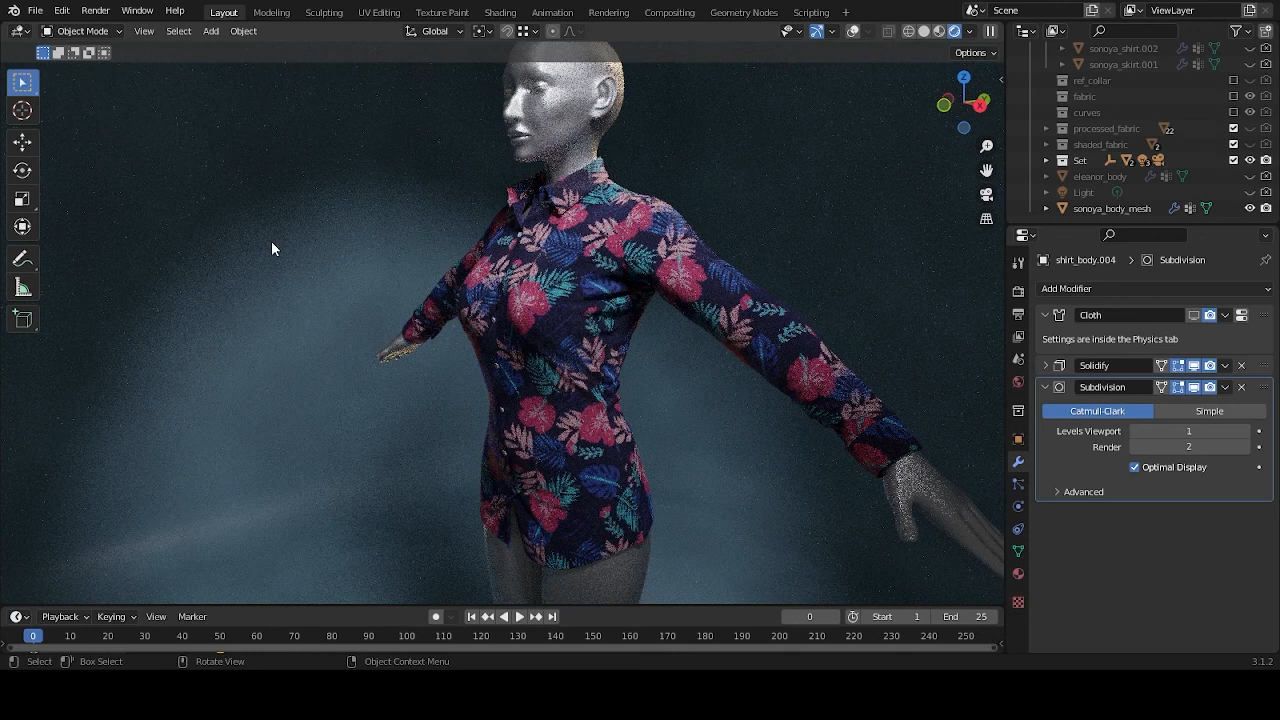 File Edit Render Window Help Layout Modeling Sculpting UV Editing Texture Paint Shading Animation Rendering Compositing Geometry Nodes Scripting + Scene ViewLayer
Object Mode View Select Add Object Global
Options
sonoya_shirt.002
sonoya_skirt.001
ref_collar
fabric
curves
processed_fabric 22
shaded_fabric 2
Set 2 3
eleanor_body
Light
sonoya_body_mesh
Z
Y
X
shirt_body.004 > Subdivision
Add Modifier
Cloth
Settings are inside the Physics tab
Solidify
Subdivision
Catmull-Clark Simple
Levels Viewport 1
Render 2
Optimal Display
Advanced
Playback Keying View Marker 0 Start 1 End 25
0 10 20 30 40 50 60 70 80 90 100 110 120 130 140 150 160 170 180 190 200 210 220 230 240 250
Select Box Select Rotate View Object Context Menu 3.1.2